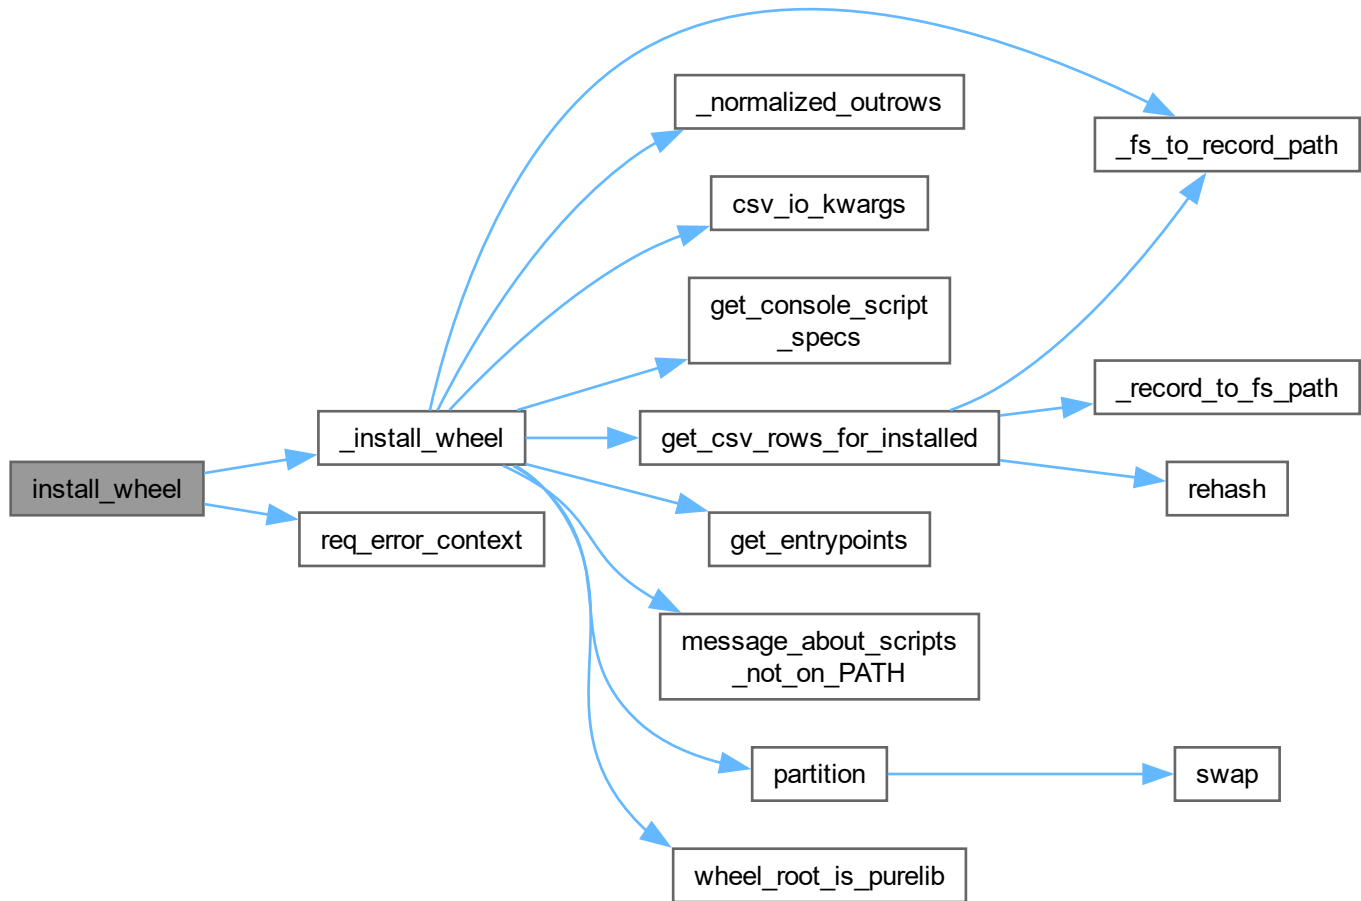 install_wheel
_install_wheel
req_error_context
_normalized_outrows
csv_io_kwargs
get_console_script
_specs
get_csv_rows_for_installed
get_entrypoints
message_about_scripts
_not_on_PATH
partition
wheel_root_is_purelib
_fs_to_record_path
_record_to_fs_path
rehash
swap